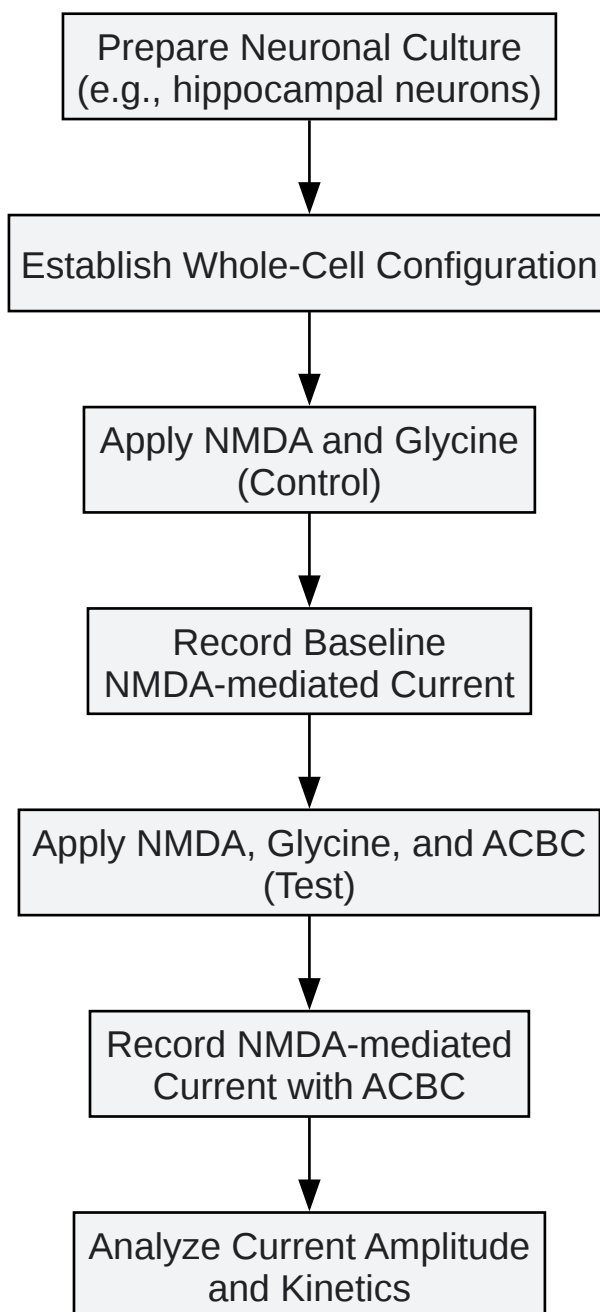 Prepare Neuronal Culture
(e.g., hippocampal neurons)
Establish Whole-Cell Configuration
Apply NMDA and Glycine
(Control)
Record Baseline
NMDA-mediated Current
Apply NMDA, Glycine, and ACBC
(Test)
Record NMDA-mediated
Current with ACBC
Analyze Current Amplitude
and Kinetics